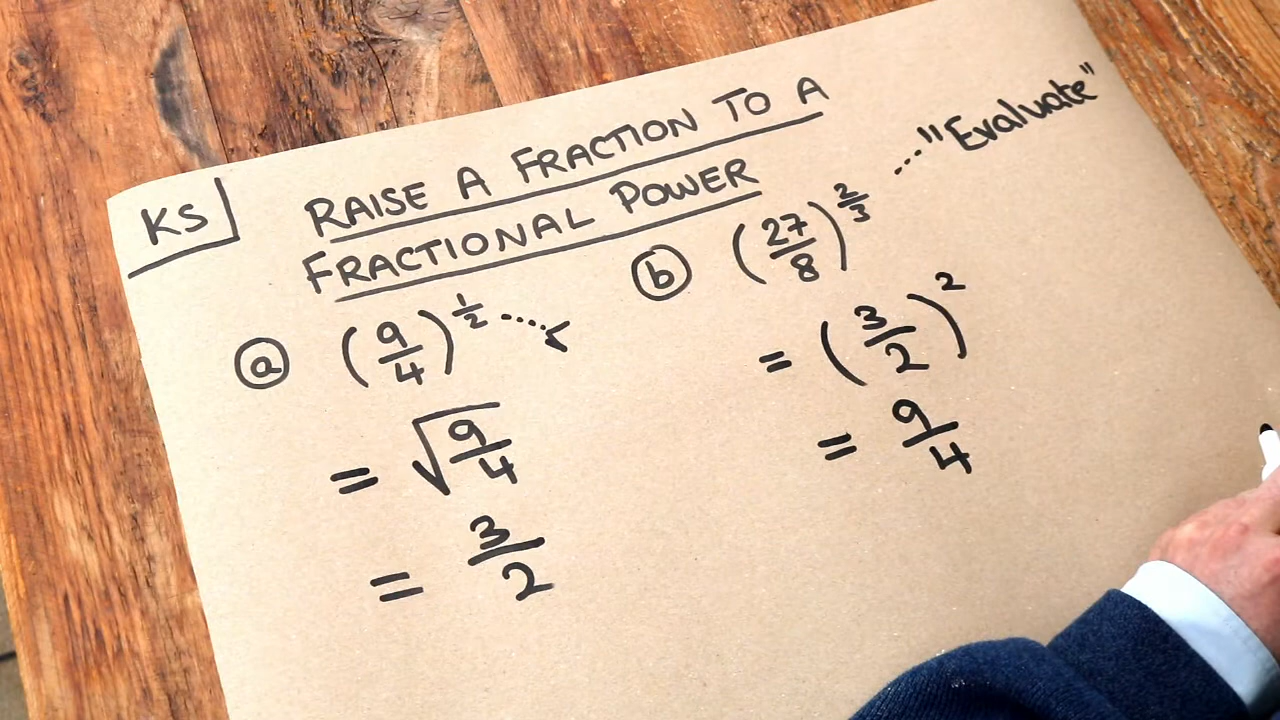 KS
RAISE A FRACTION TO A
FRACTIONAL POWER
"Evaluate"
ⓐ (9/4)^(1/2)
= √(9/4)
= 3/2
ⓑ (27/8)^(2/3)
= (3/2)^2
= 9/4